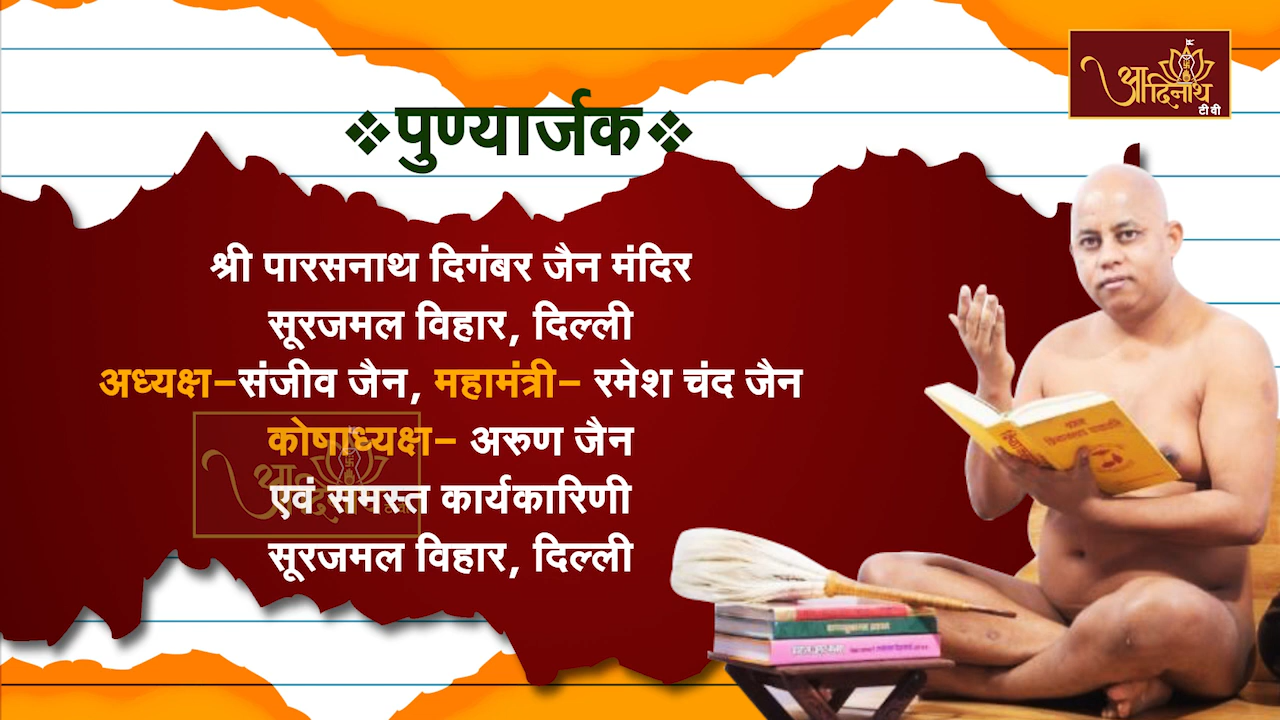 आदिनाथ
टीवी
❖पुण्यार्जक❖
श्री पारसनाथ दिगंबर जैन मंदिर
सूरजमल विहार, दिल्ली
अध्यक्ष-संजीव जैन, महामंत्री- रमेश चंद जैन
कोषाध्यक्ष- अरुण जैन
एवं समस्त कार्यकारिणी
सूरजमल विहार, दिल्ली